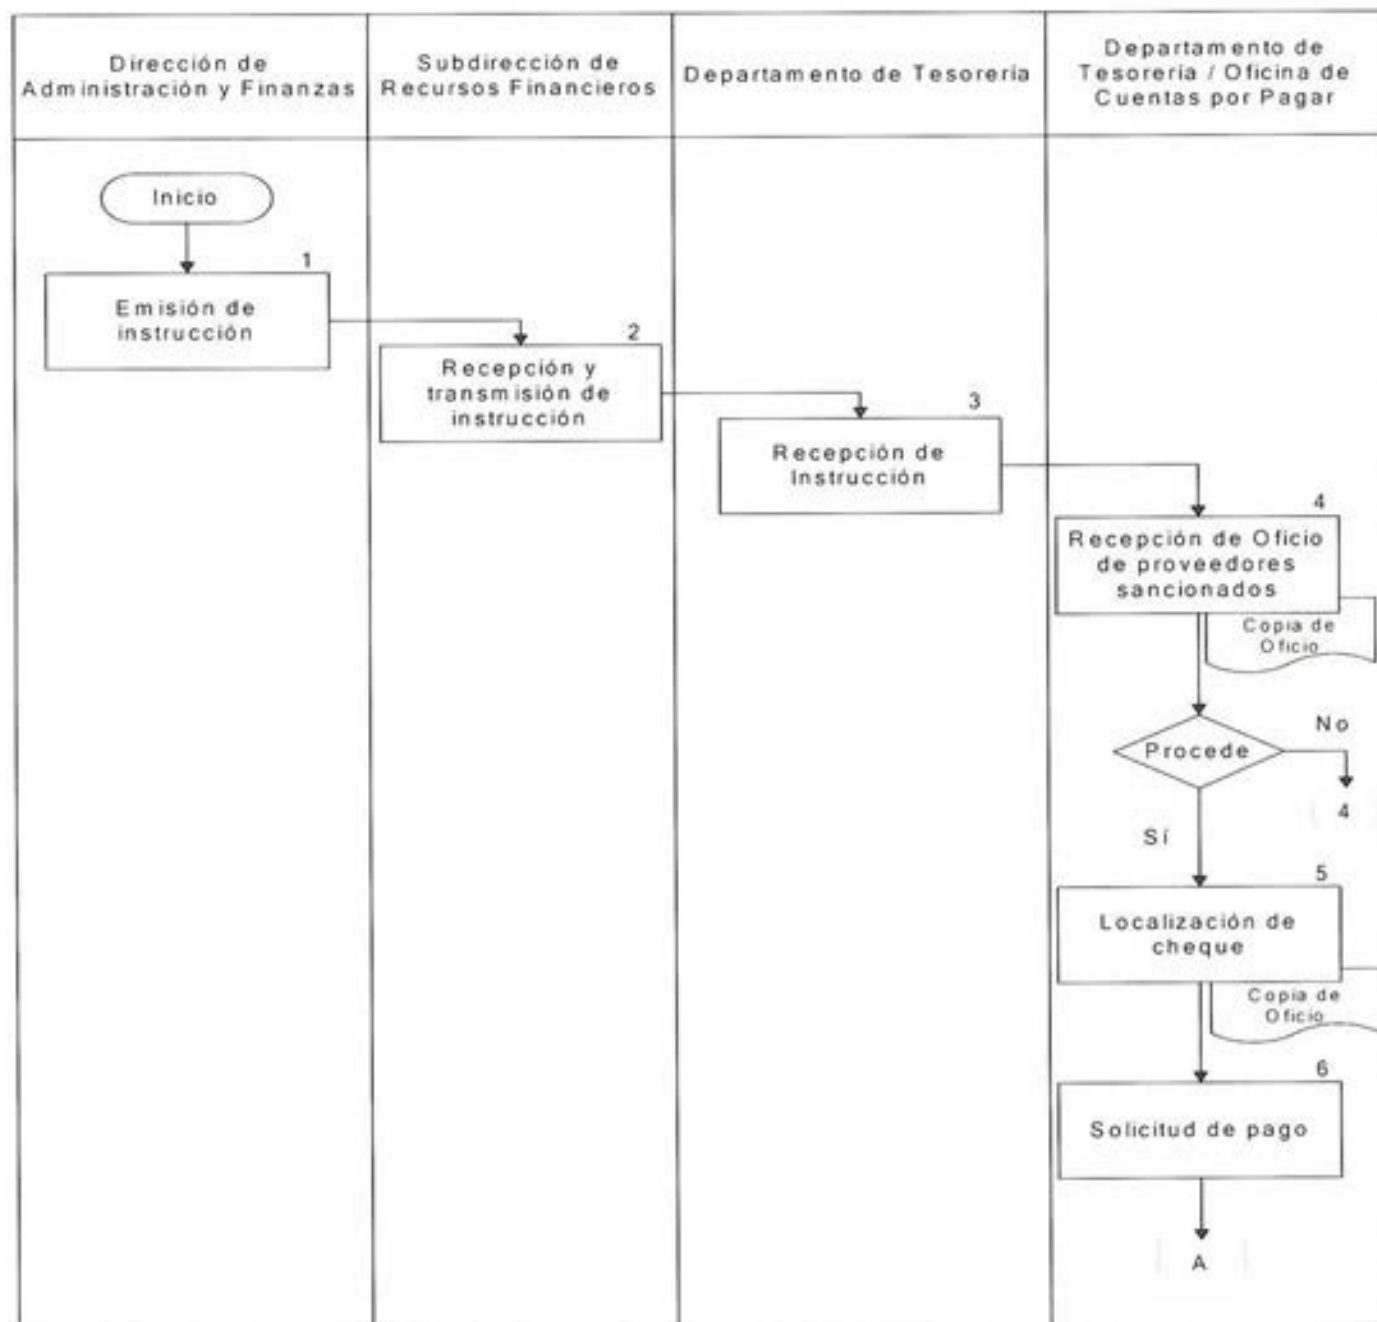 Dirección de
Administración y Finanzas
Subdirección de
Recursos Financieros
Departamento de Tesorería
Departamento de
Tesorería / Oficina de
Cuentas por Pagar
Inicio
1
Emisión de
instrucción
2
Recepción y
transmisión de
instrucción
3
Recepción de
Instrucción
4
Recepción de Oficio
de proveedores
sancionados
Copia de
Oficio
Procede
No
4
Sí
5
Localización de
cheque
Copia de
Oficio
6
Solicitud de pago
A